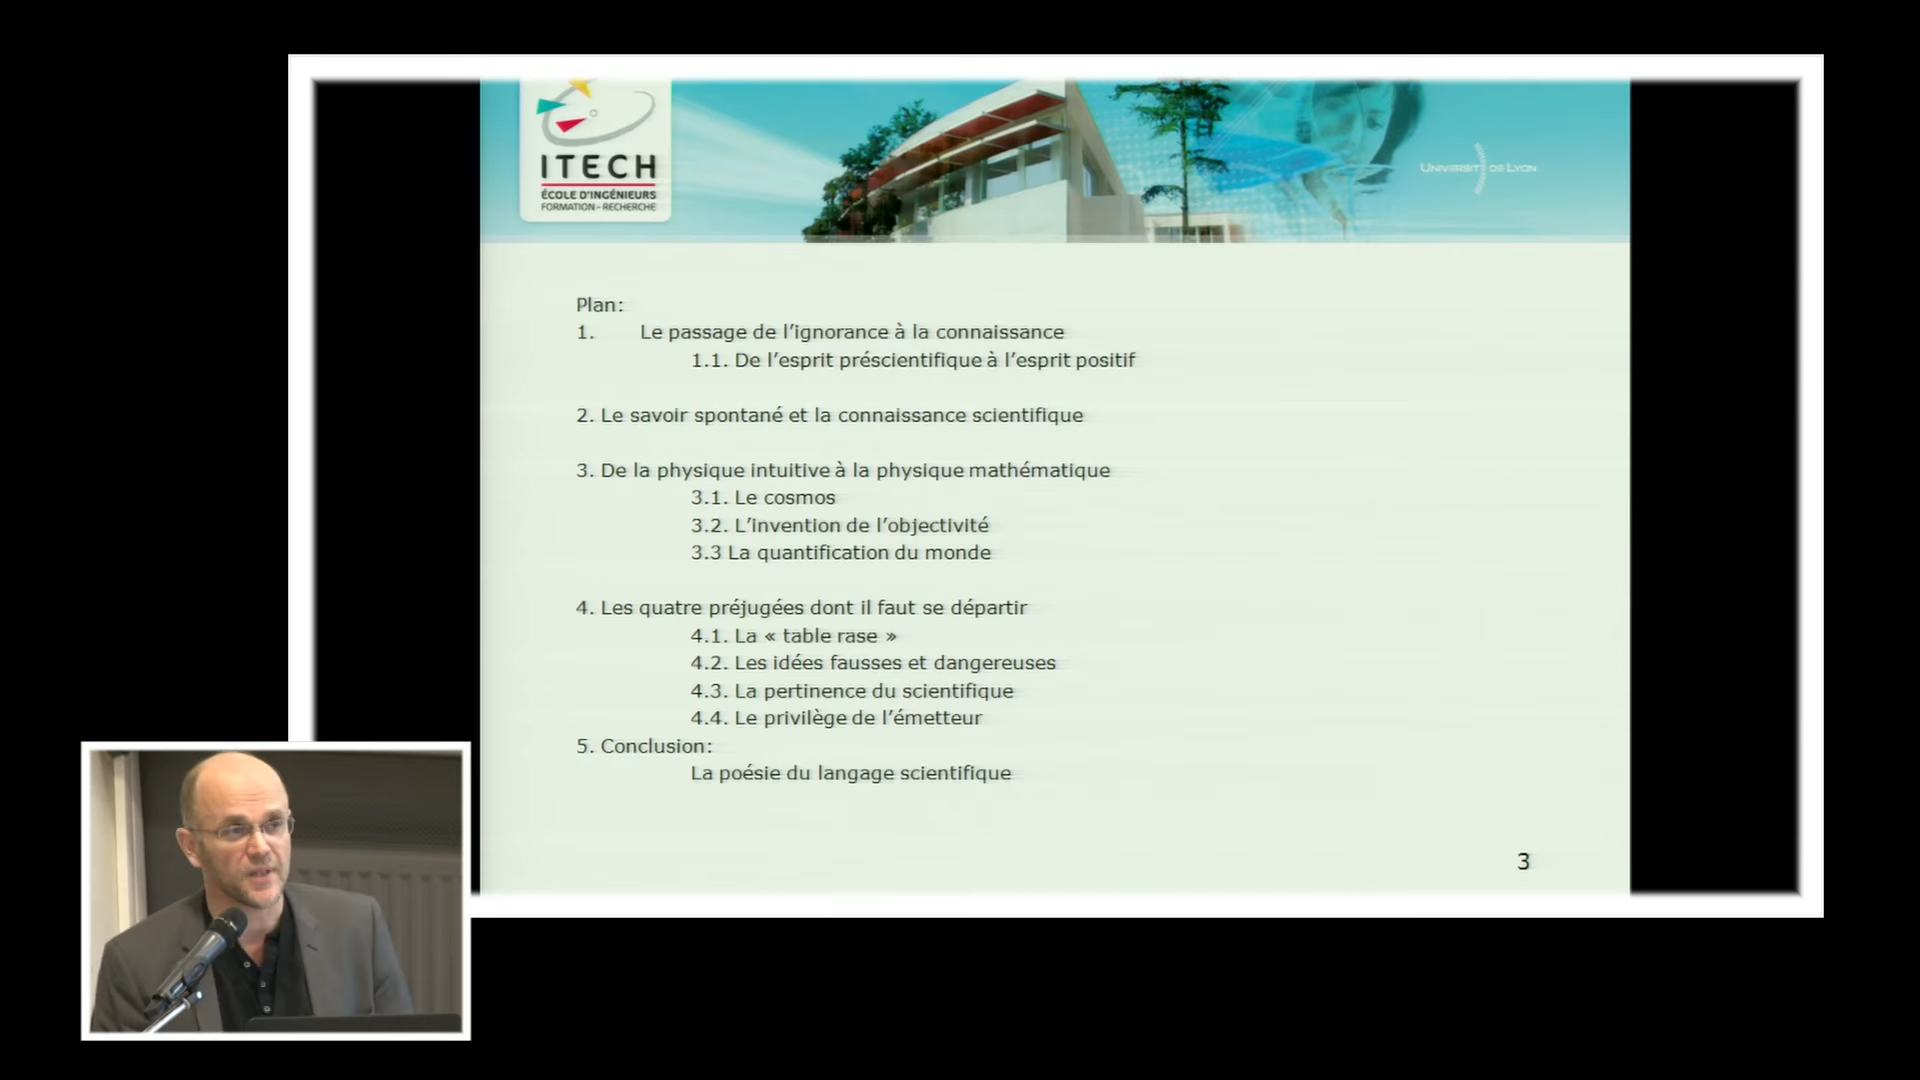 ITECH
ÉCOLE D'INGÉNIEURS
FORMATION - RECHERCHE
UNIVERSITÉ DE LYON
Plan:
1. Le passage de l'ignorance à la connaissance
1.1. De l'esprit préscientifique à l'esprit positif
2. Le savoir spontané et la connaissance scientifique
3. De la physique intuitive à la physique mathématique
3.1. Le cosmos
3.2. L'invention de l'objectivité
3.3 La quantification du monde
4. Les quatre préjugées dont il faut se départir
4.1. La « table rase »
4.2. Les idées fausses et dangereuses
4.3. La pertinence du scientifique
4.4. Le privilège de l'émetteur
5. Conclusion:
La poésie du langage scientifique
3